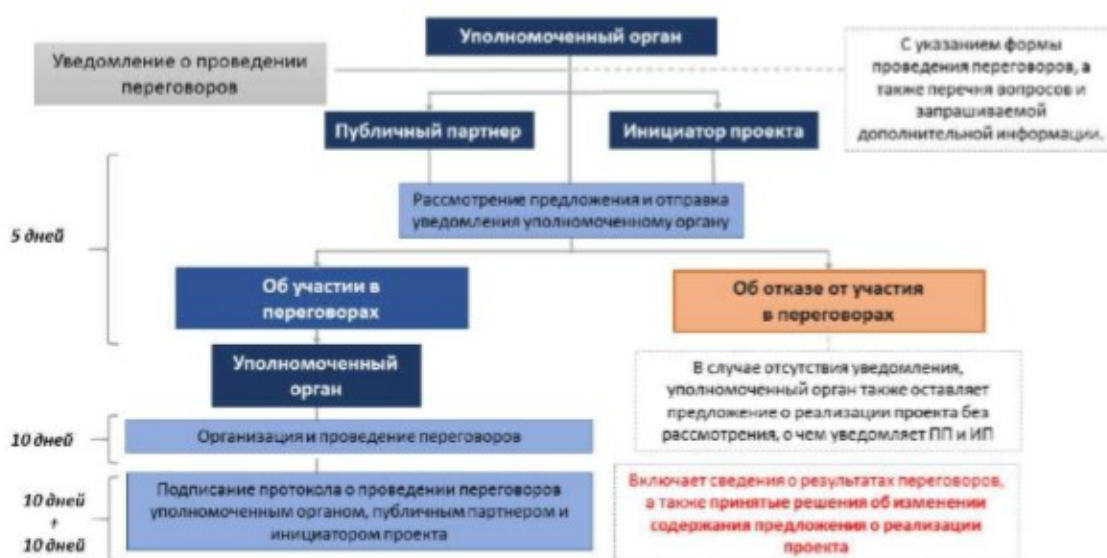 Уполномоченный орган
Уведомление о проведении
переговоров
С указанием формы
проведения переговоров, а
также перечня вопросов и
запрашиваемой
дополнительной информации.
Публичный партнер
Инициатор проекта
Рассмотрение предложения и отправка
уведомления уполномоченному органу
5 дней
Об участии в
переговорах
Об отказе от участия
в переговорах
Уполномоченный
орган
В случае отсутствия уведомления,
уполномоченный орган также оставляет
предложение о реализации проекта без
рассмотрения, о чем уведомляет ПП и ИП
10 дней
Организация и проведение переговоров
10 дней
+
10 дней
Подписание протокола о проведении переговоров
уполномоченным органом, публичным партнером и
инициатором проекта
Включает сведения о результатах переговоров,
а также принятые решения об изменении
содержания предложения о реализации
проекта